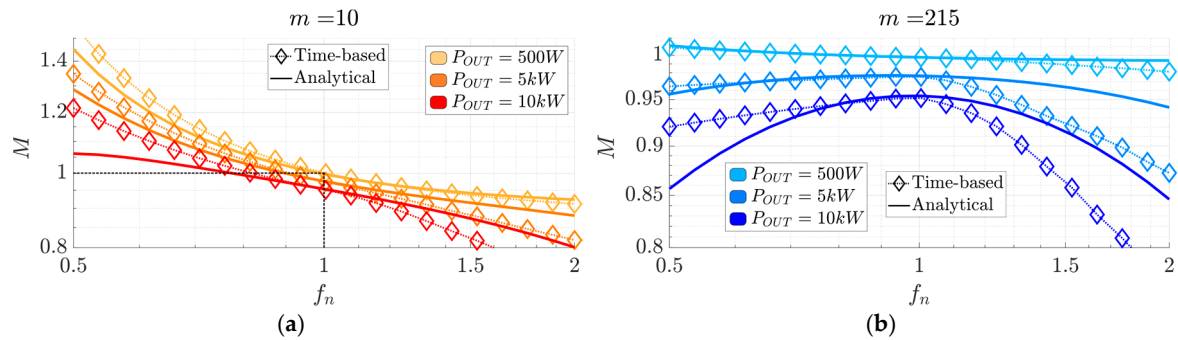 m =10
1.4
1.2
1
0.8
M
Time-based
Analytical
P_OUT = 500W
P_OUT = 5kW
P_OUT = 10kW
0.5
1
1.5
2
f_n
(a)
m =215
1
0.95
0.9
0.85
0.8
M
P_OUT = 500W
P_OUT = 5kW
P_OUT = 10kW
Time-based
Analytical
0.5
1
1.5
2
f_n
(b)